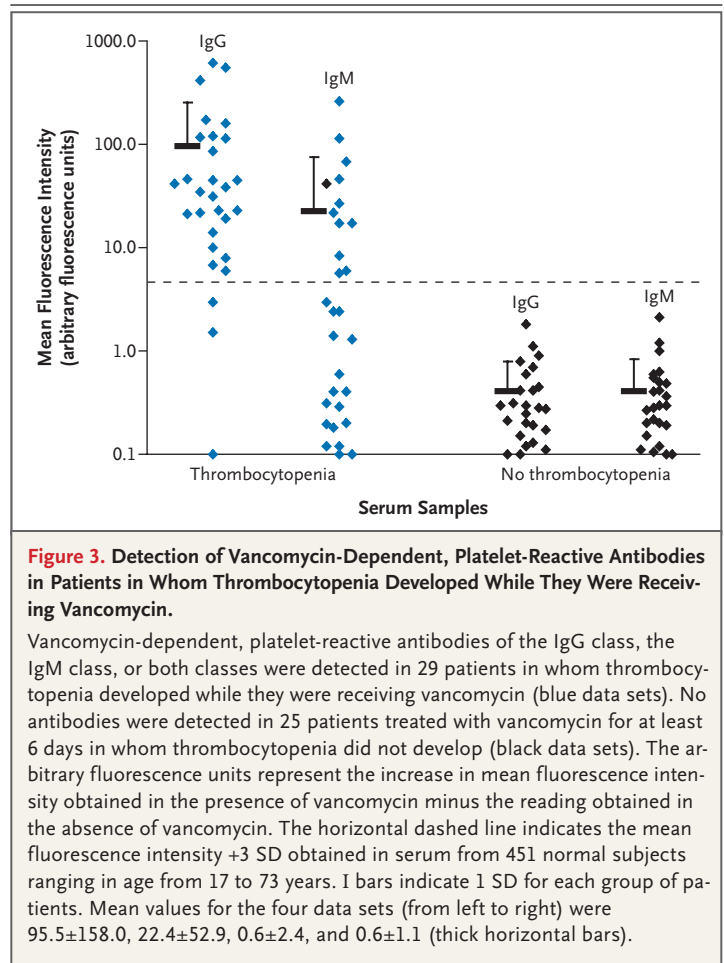 1000.0
100.0
10.0
1.0
0.1
Mean Fluorescence Intensity
(arbitrary fluorescence units)
IgG
IgM
IgG
IgM
Thrombocytopenia
No thrombocytopenia
Serum Samples
Figure 3. Detection of Vancomycin-Dependent, Platelet-Reactive Antibodies
in Patients in Whom Thrombocytopenia Developed While They Were Receiv-
ing Vancomycin.
Vancomycin-dependent, platelet-reactive antibodies of the IgG class, the
IgM class, or both classes were detected in 29 patients in whom thrombocy-
topenia developed while they were receiving vancomycin (blue data sets). No
antibodies were detected in 25 patients treated with vancomycin for at least
6 days in whom thrombocytopenia did not develop (black data sets). The ar-
bitrary fluorescence units represent the increase in mean fluorescence inten-
sity obtained in the presence of vancomycin minus the reading obtained in
the absence of vancomycin. The horizontal dashed line indicates the mean
fluorescence intensity +3 SD obtained in serum from 451 normal subjects
ranging in age from 17 to 73 years. I bars indicate 1 SD for each group of pa-
tients. Mean values for the four data sets (from left to right) were
95.5±158.0, 22.4±52.9, 0.6±2.4, and 0.6±1.1 (thick horizontal bars).